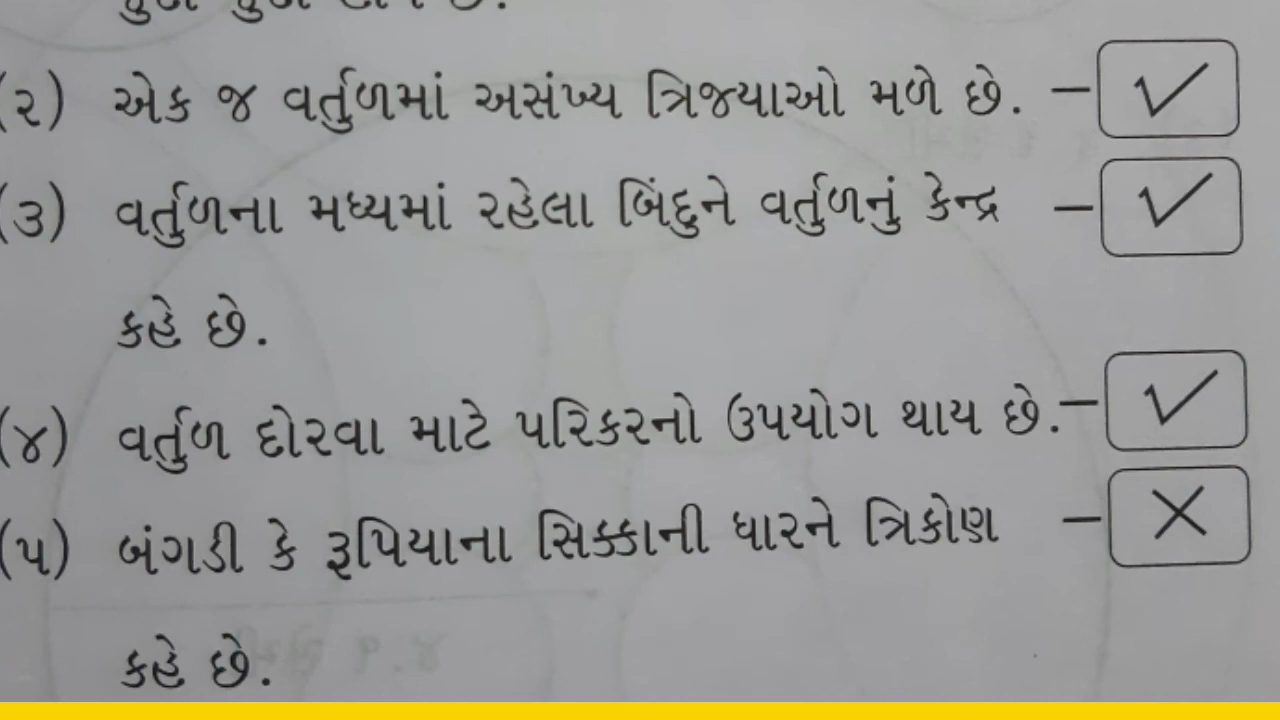 (૨) એક જ વર્તુળમાં અસંખ્ય ત્રિજ્યાઓ મળે છે. – ✓
(૩) વર્તુળના મધ્યમાં રહેલા બિંદુને વર્તુળનું કેન્દ્ર – ✓
કહે છે.
(૪) વર્તુળ દોરવા માટે પરિકરનો ઉપયોગ થાય છે. – ✓
(૫) બંગડી કે રૂપિયાના સિક્કાની ધારને ત્રિકોણ – ✗
કહે છે.